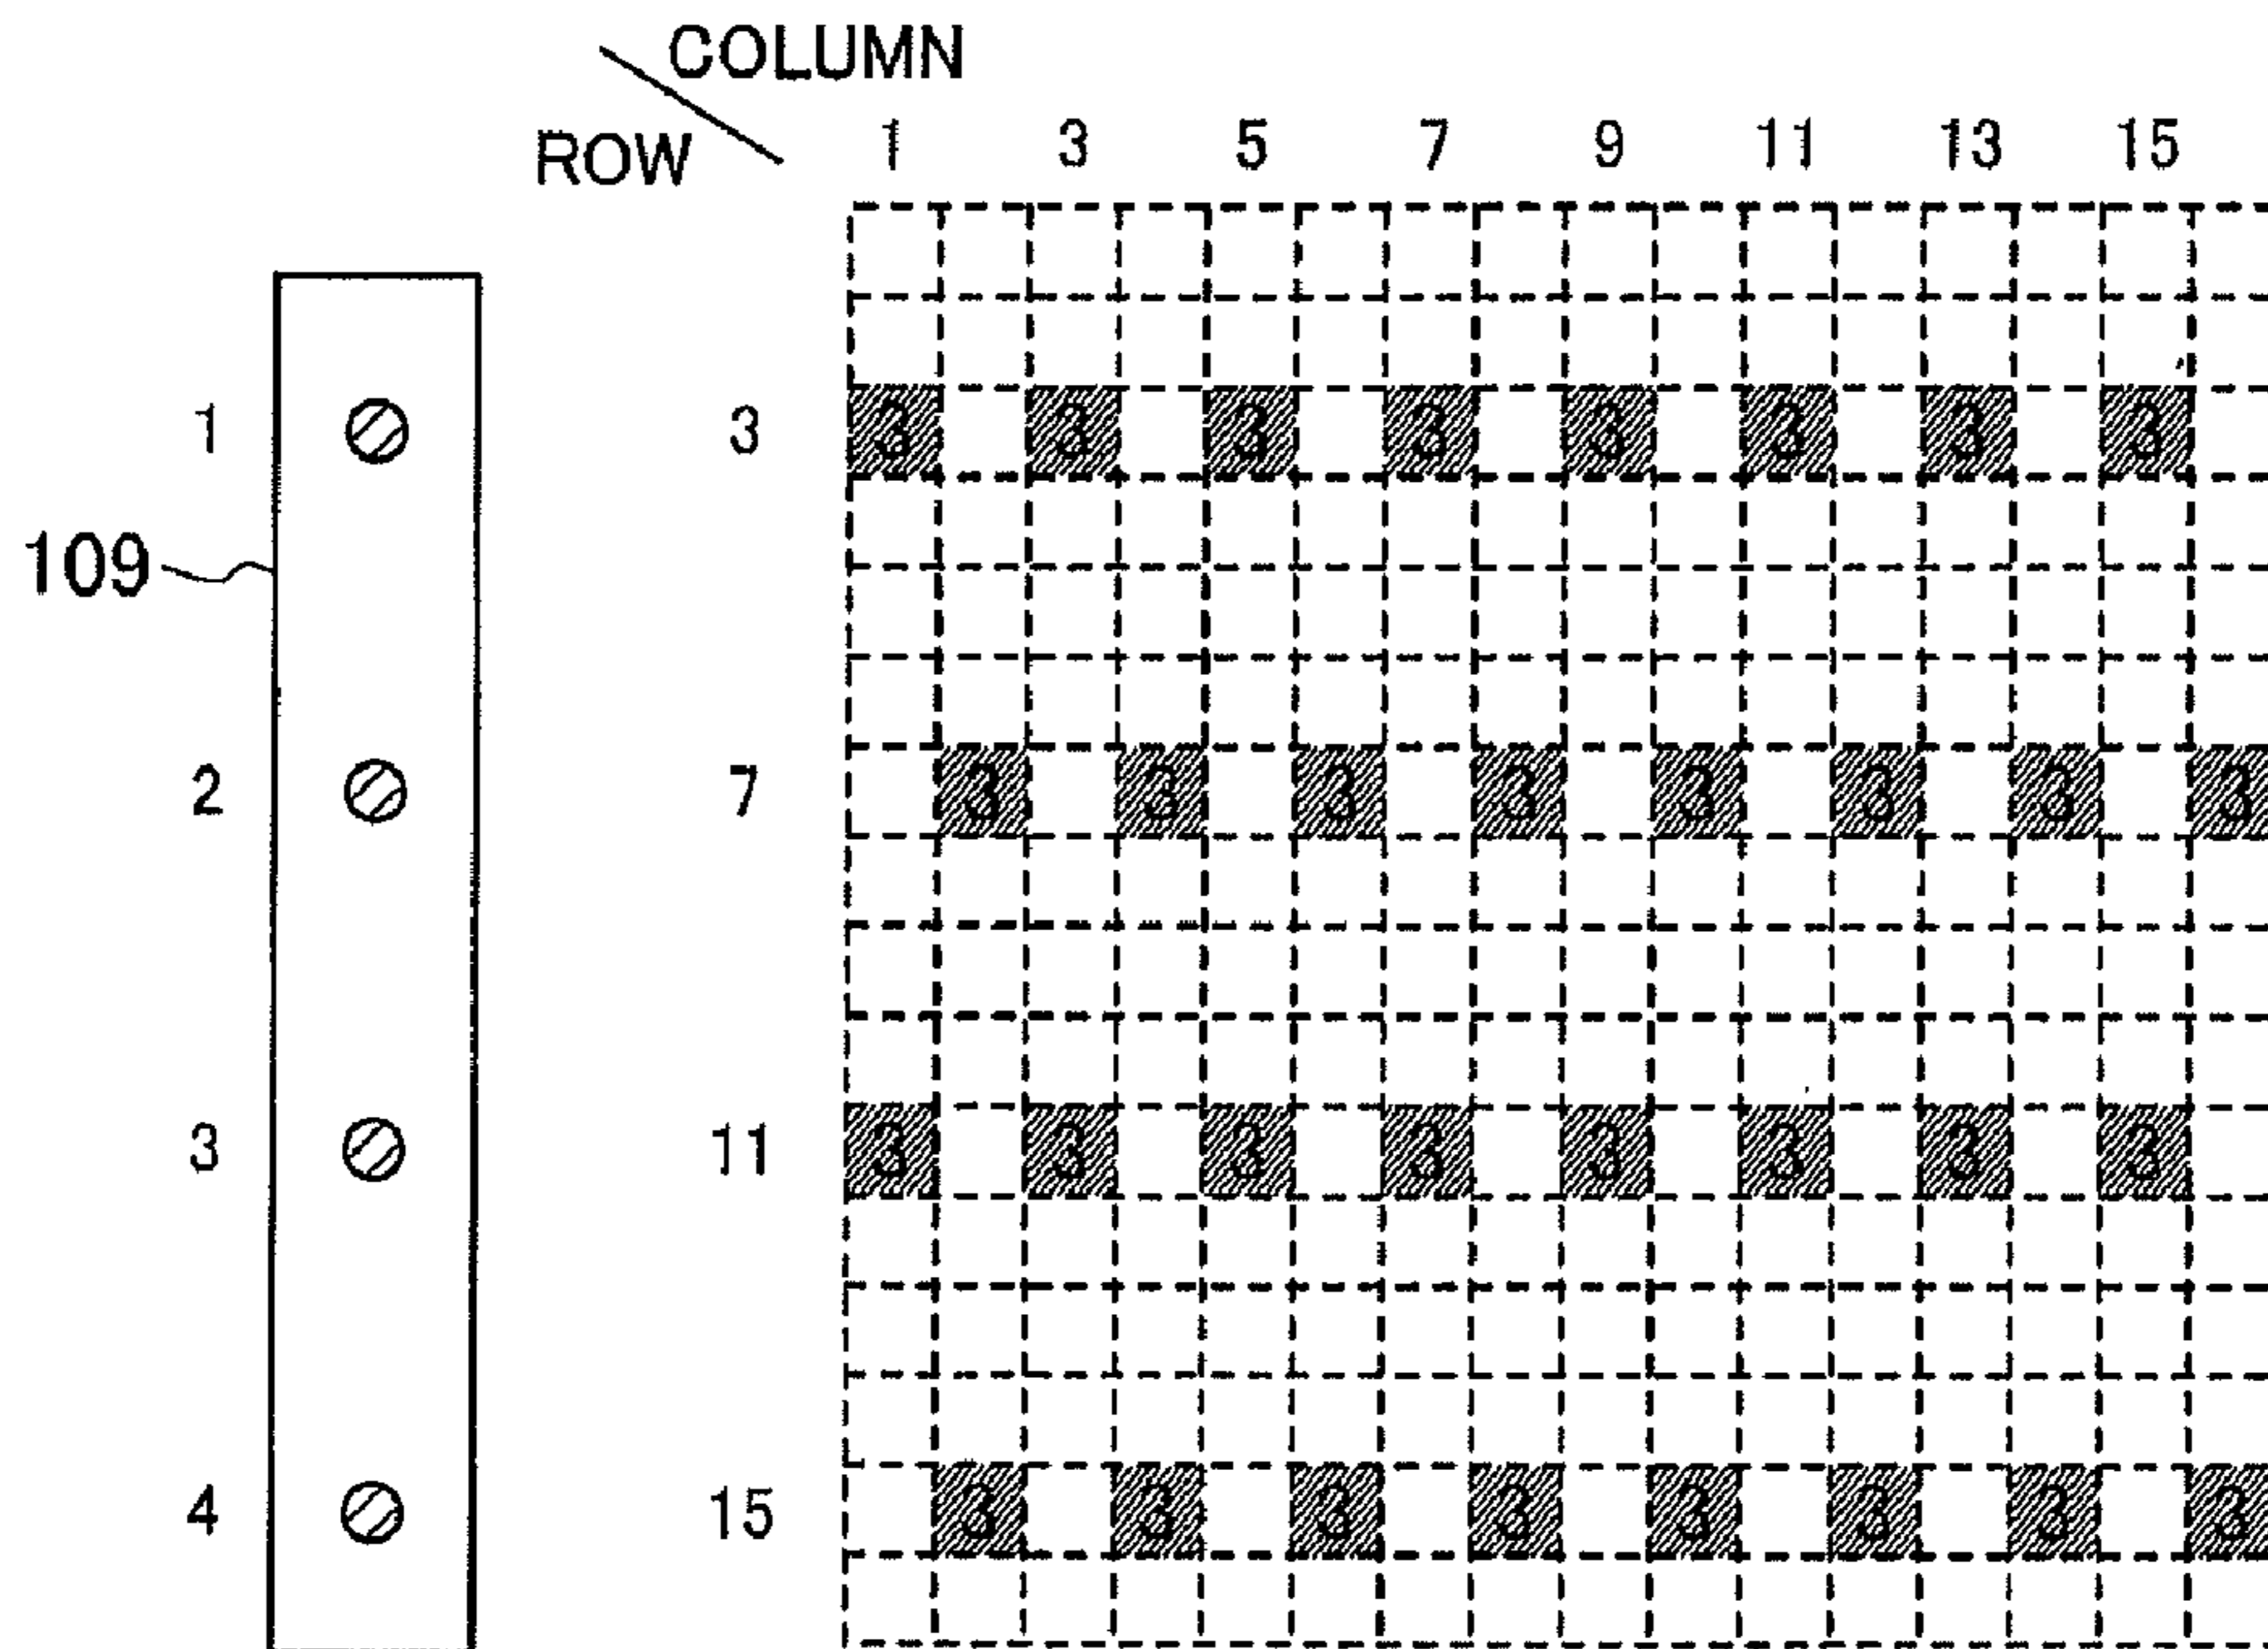 COLUMN
ROW 1 3 5 7 9 11 13 15
1 3 3 3 3 3 3 3 3 3
109
2 7 3 3 3 3 3 3 3 3
3 11 3 3 3 3 3 3 3 3
4 15 3 3 3 3 3 3 3 3